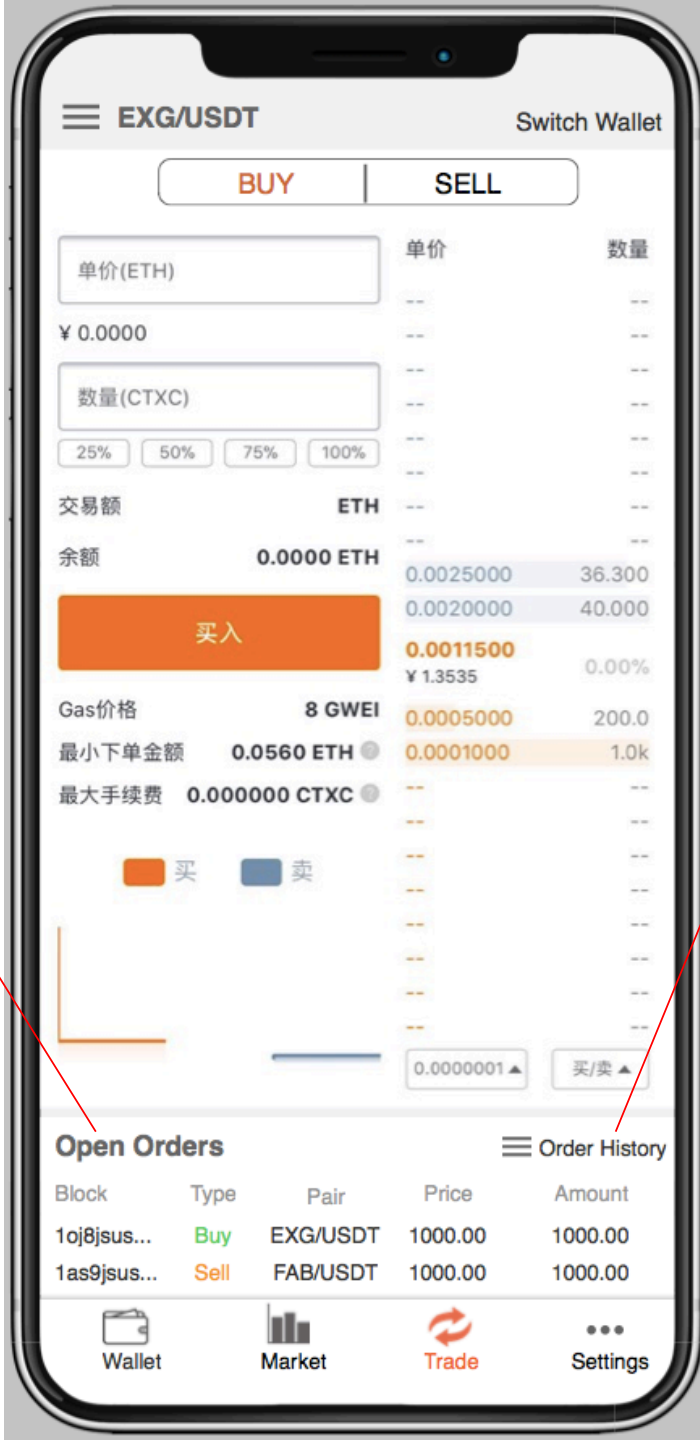 EXG/USDT
Switch Wallet
BUY | SELL
单价(ETH)
¥ 0.0000
数量(CTXC)
25% 50% 75% 100%
交易额 ETH
余额 0.0000 ETH
买入
Gas价格 8 GWEI
最小下单金额 0.0560 ETH ?
最大手续费 0.000000 CTXC ?
买 卖
单价 数量
-- --
-- --
-- --
-- --
-- --
-- --
-- --
-- --
0.0025000 36.300
0.0020000 40.000
0.0011500
¥ 1.3535 0.00%
0.0005000 200.0
0.0001000 1.0k
-- --
-- --
-- --
-- --
-- --
-- --
-- --
-- --
0.0000001 ▲ 买/卖 ▲
Open Orders
Order History
Block Type Pair Price Amount
1oj8jsus... Buy EXG/USDT 1000.00 1000.00
1as9jsus... Sell FAB/USDT 1000.00 1000.00
Wallet Market Trade Settings